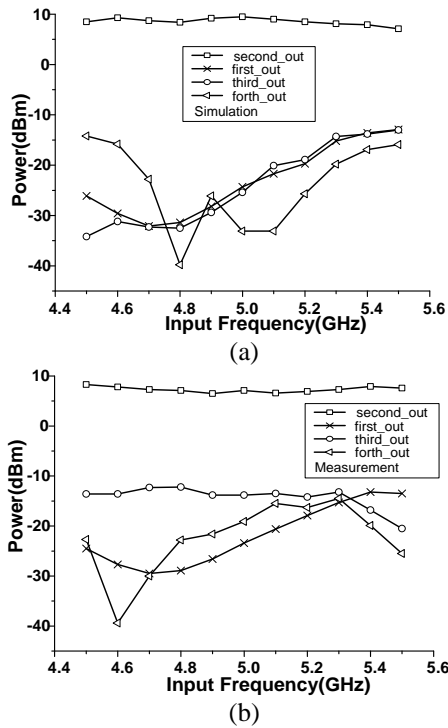 (a)
10
0
-10
-20
-30
-40
Power(dBm)
second_out
first_out
third_out
forth_out
Simulation
4.4 4.6 4.8 5.0 5.2 5.4 5.6
Input Frequency(GHz)
(a)
10
0
-10
-20
-30
-40
Power(dBm)
second_out
first_out
third_out
forth_out
Measurement
4.4 4.6 4.8 5.0 5.2 5.4 5.6
Input Frequency(GHz)
(b)